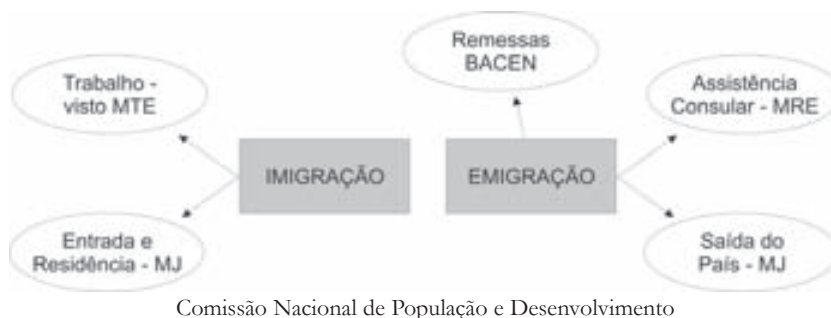 Remessas
BACEN
Trabalho -
visto MTE
Assistência
Consular - MRE
IMIGRAÇÃO
EMIGRAÇÃO
Entrada e
Residência - MJ
Saída do
País - MJ
Comissão Nacional de População e Desenvolvimento